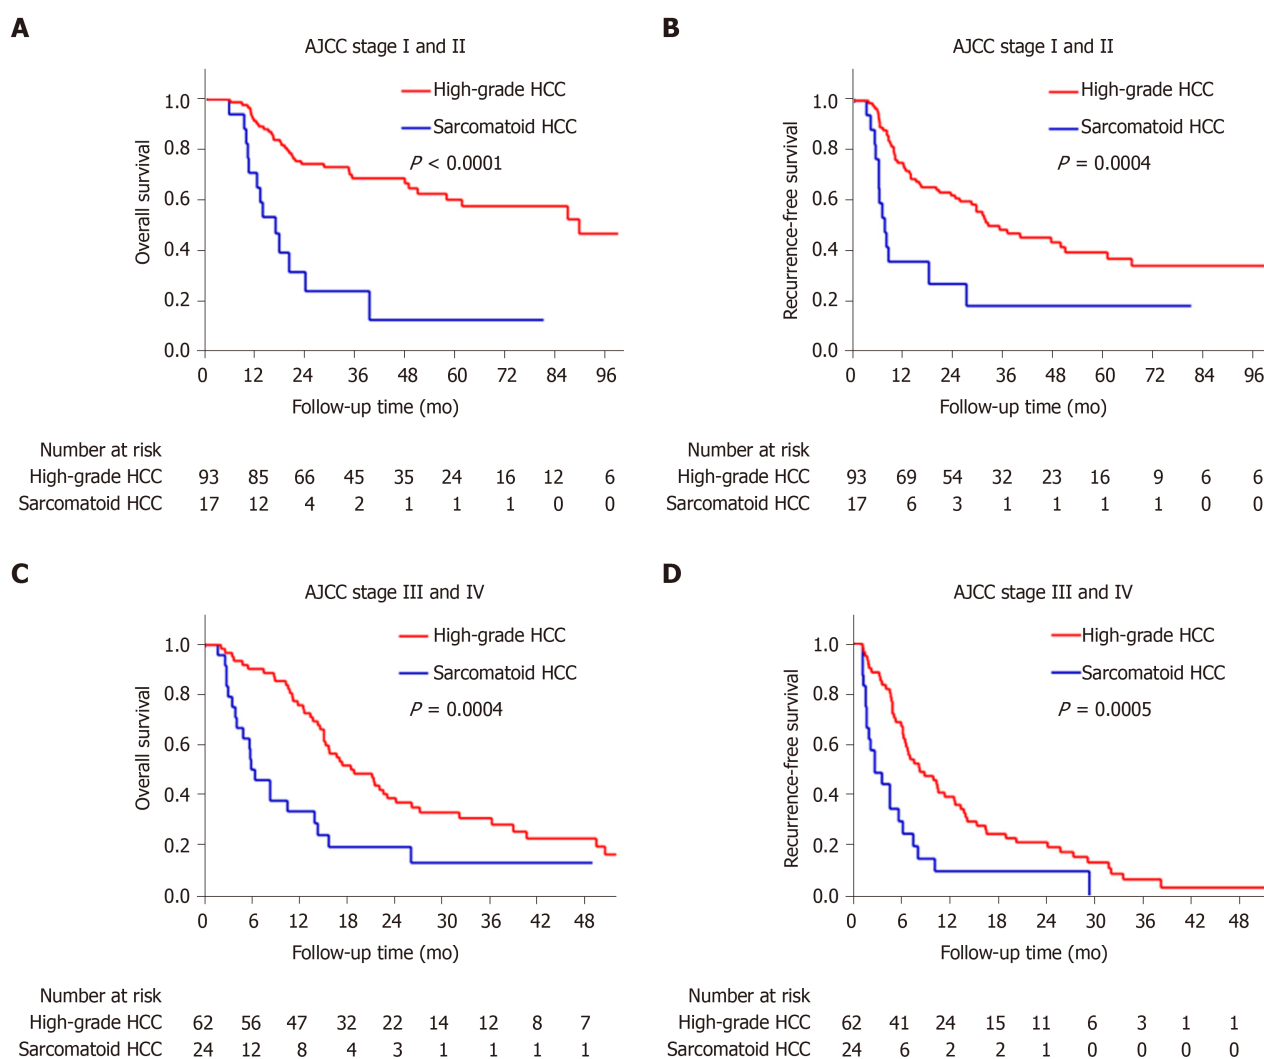 A
AJCC stage I and II
High-grade HCC
Sarcomatoid HCC
P < 0.0001
Overall survival
1.0
0.8
0.6
0.4
0.2
0.0
0 12 24 36 48 60 72 84 96
Follow-up time (mo)
Number at risk
High-grade HCC 93 85 66 45 35 24 16 12 6
Sarcomatoid HCC 17 12 4 2 1 1 1 0 0
B
AJCC stage I and II
High-grade HCC
Sarcomatoid HCC
P = 0.0004
Recurrence-free survival
1.0
0.8
0.6
0.4
0.2
0.0
0 12 24 36 48 60 72 84 96
Follow-up time (mo)
Number at risk
High-grade HCC 93 69 54 32 23 16 9 6 6
Sarcomatoid HCC 17 6 3 1 1 1 1 0 0
C
AJCC stage III and IV
High-grade HCC
Sarcomatoid HCC
P = 0.0004
Overall survival
1.0
0.8
0.6
0.4
0.2
0.0
0 6 12 18 24 30 36 42 48
Follow-up time (mo)
Number at risk
High-grade HCC 62 56 47 32 22 14 12 8 7
Sarcomatoid HCC 24 12 8 4 3 1 1 1 1
D
AJCC stage III and IV
High-grade HCC
Sarcomatoid HCC
P = 0.0005
Recurrence-free survival
1.0
0.8
0.6
0.4
0.2
0.0
0 6 12 18 24 30 36 42 48
Follow-up time (mo)
Number at risk
High-grade HCC 62 41 24 15 11 6 3 1 1
Sarcomatoid HCC 24 6 2 2 1 0 0 0 0